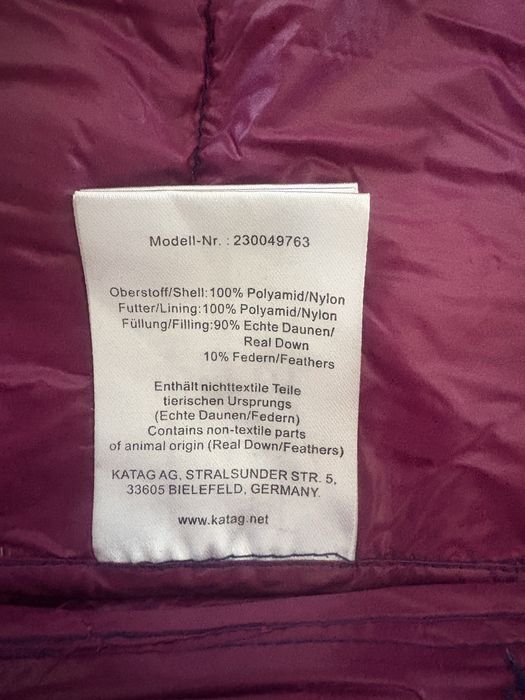 Modell-Nr. : 230049763
Oberstoff/Shell:100% Polyamid/Nylon
Futter/Lining:100% Polyamid/Nylon
Füllung/Filling:90% Echte Daunen/
Real Down
10% Federn/Feathers
Enthält nichttextile Teile
tierischen Ursprungs
(Echte Daunen/Federn)
Contains non-textile parts
of animal origin (Real Down/Feathers)
KATAG AG, STRALSUNDER STR. 5,
33605 BIELEFELD, GERMANY.
www.katag.net